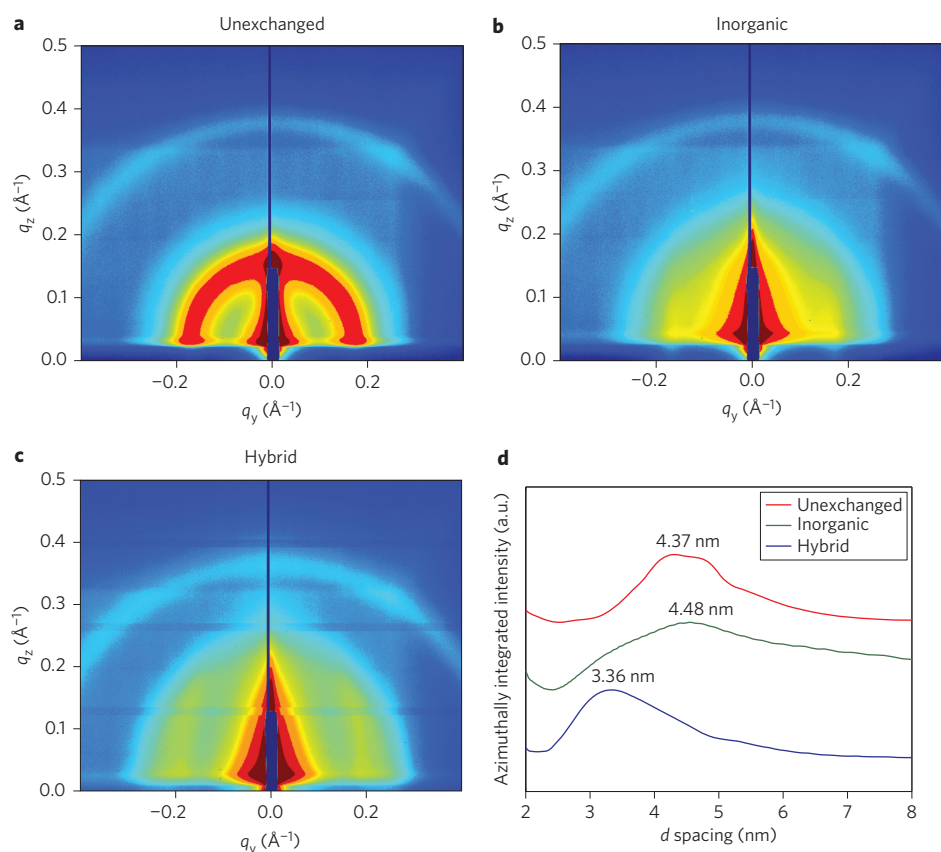 a
Unexchanged
0.5
0.4
0.3
0.2
0.1
0.0
qz (Å−1)
−0.2
0.0
0.2
qy (Å−1)
b
Inorganic
0.5
0.4
0.3
0.2
0.1
0.0
qz (Å−1)
−0.2
0.0
0.2
qy (Å−1)
c
Hybrid
0.5
0.4
0.3
0.2
0.1
0.0
qz (Å−1)
−0.2
0.0
0.2
qy (Å−1)
d
Azimuthally integrated intensity (a.u.)
Unexchanged
Inorganic
Hybrid
4.37 nm
4.48 nm
3.36 nm
2 3 4 5 6 7 8
d spacing (nm)